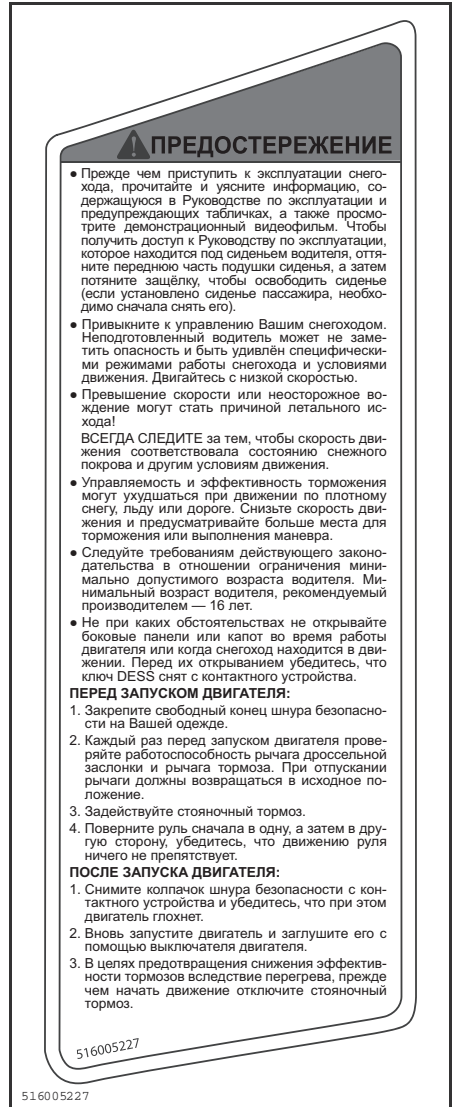 ПРЕДОСТЕРЕЖЕНИЕ
● Прежде чем приступить к эксплуатации снего-
хода, прочитайте и уясните информацию, со-
держащуюся в Руководстве по эксплуатации и
предупреждающих табличках, а также просмо-
трите демонстрационный видеофильм. Чтобы
получить доступ к Руководству по эксплуатации,
которое находится под сиденьем водителя, оття-
ните переднюю часть подушки сиденья, а затем
потяните защёлку, чтобы освободить сиденье
(если установлено сиденье пассажира, необхо-
димо сначала снять его).
● Привыкните к управлению Вашим снегоходом.
Неподготовленный водитель может не заме-
тить опасность и быть удивлён специфически-
ми режимами работы снегохода и условиями
движения. Двигайтесь с низкой скоростью.
● Превышение скорости или неосторожное во-
ждение могут стать причиной летального ис-
хода!
ВСЕГДА СЛЕДИТЕ за тем, чтобы скорость дви-
жения соответствовала состоянию снежного
покрова и другим условиям движения.
● Управляемость и эффективность торможения
могут ухудшаться при движении по плотному
снегу, льду или дороге. Снизьте скорость дви-
жения и предусматривайте больше места для
торможения или выполнения маневра.
● Следуйте требованиям действующего законо-
дательства в отношении ограничения мини-
мально допустимого возраста водителя. Ми-
нимальный возраст водителя, рекомендуемый
производителем — 16 лет.
● Не при каких обстоятельствах не открывайте
боковые панели или капот во время работы
двигателя или когда снегоход находится в дви-
жении. Перед их открыванием убедитесь, что
ключ DESS снят с контактного устройства.
ПЕРЕД ЗАПУСКОМ ДВИГАТЕЛЯ:
1. Закрепите свободный конец шнура безопасно-
сти на Вашей одежде.
2. Каждый раз перед запуском двигателя прове-
ряйте работоспособность рычага дроссельной
заслонки и рычага тормоза. При отпускании
рычаги должны возвращаться в исходное по-
ложение.
3. Задействуйте стояночный тормоз.
4. Поверните руль сначала в одну, а затем в дру-
гую сторону, убедитесь, что движению руля
ничего не препятствует.
ПОСЛЕ ЗАПУСКА ДВИГАТЕЛЯ:
1. Снимите колпачок шнура безопасности с кон-
тактного устройства и убедитесь, что при этом
двигатель глохнет.
2. Вновь запустите двигатель и заглушите его с
помощью выключателя двигателя.
3. В целях предотвращения снижения эффектив-
ности тормозов вследствие перегрева, прежде
чем начать движение отключите стояночный
тормоз.
516005227
516005227